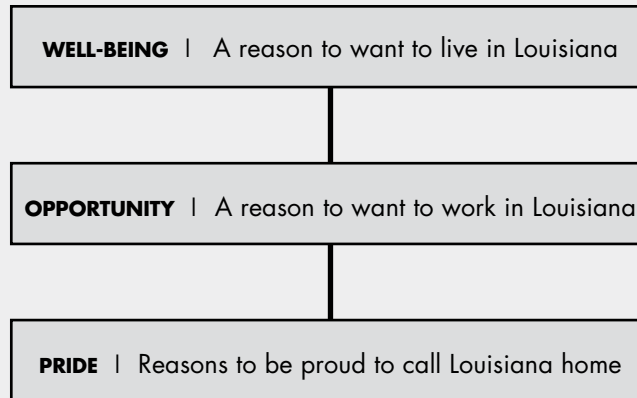 WELL-BEING | A reason to want to live in Louisiana
OPPORTUNITY | A reason to want to work in Louisiana
PRIDE | Reasons to be proud to call Louisiana home